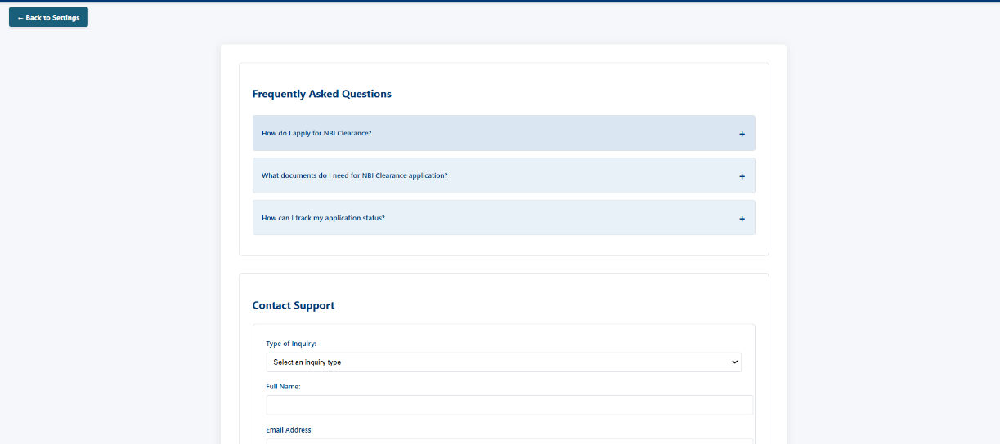 ← Back to Settings
Frequently Asked Questions
How do I apply for NBI Clearance?
+
What documents do I need for NBI Clearance application?
+
How can I track my application status?
+
Contact Support
Type of Inquiry:
Select an inquiry type
Full Name:
Email Address: